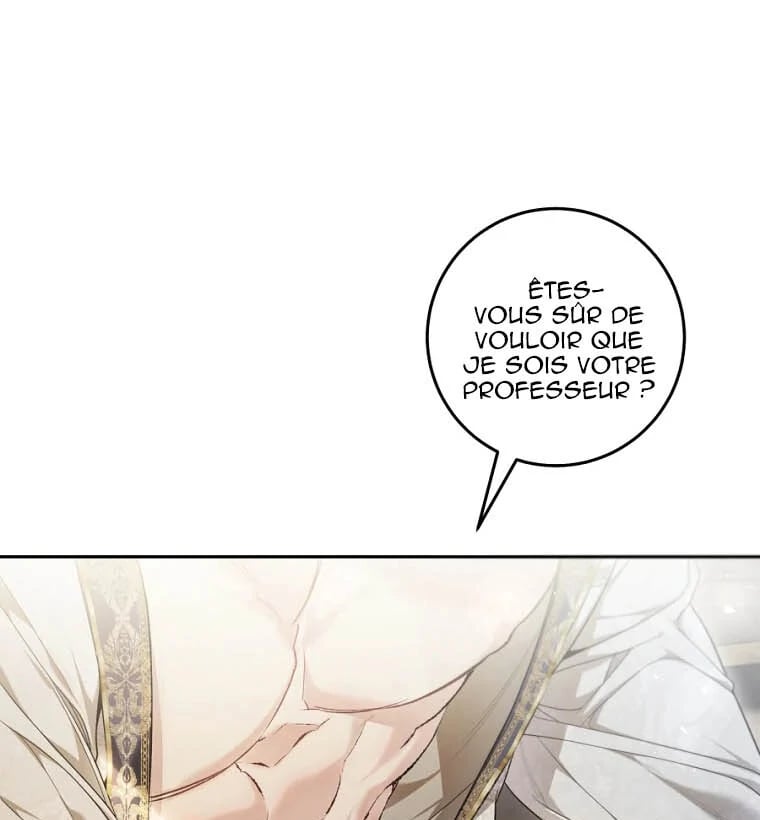 ÊTES-
VOUS SÛR DE
VOULOIR QUE
JE SOIS VOTRE
PROFESSEUR ?